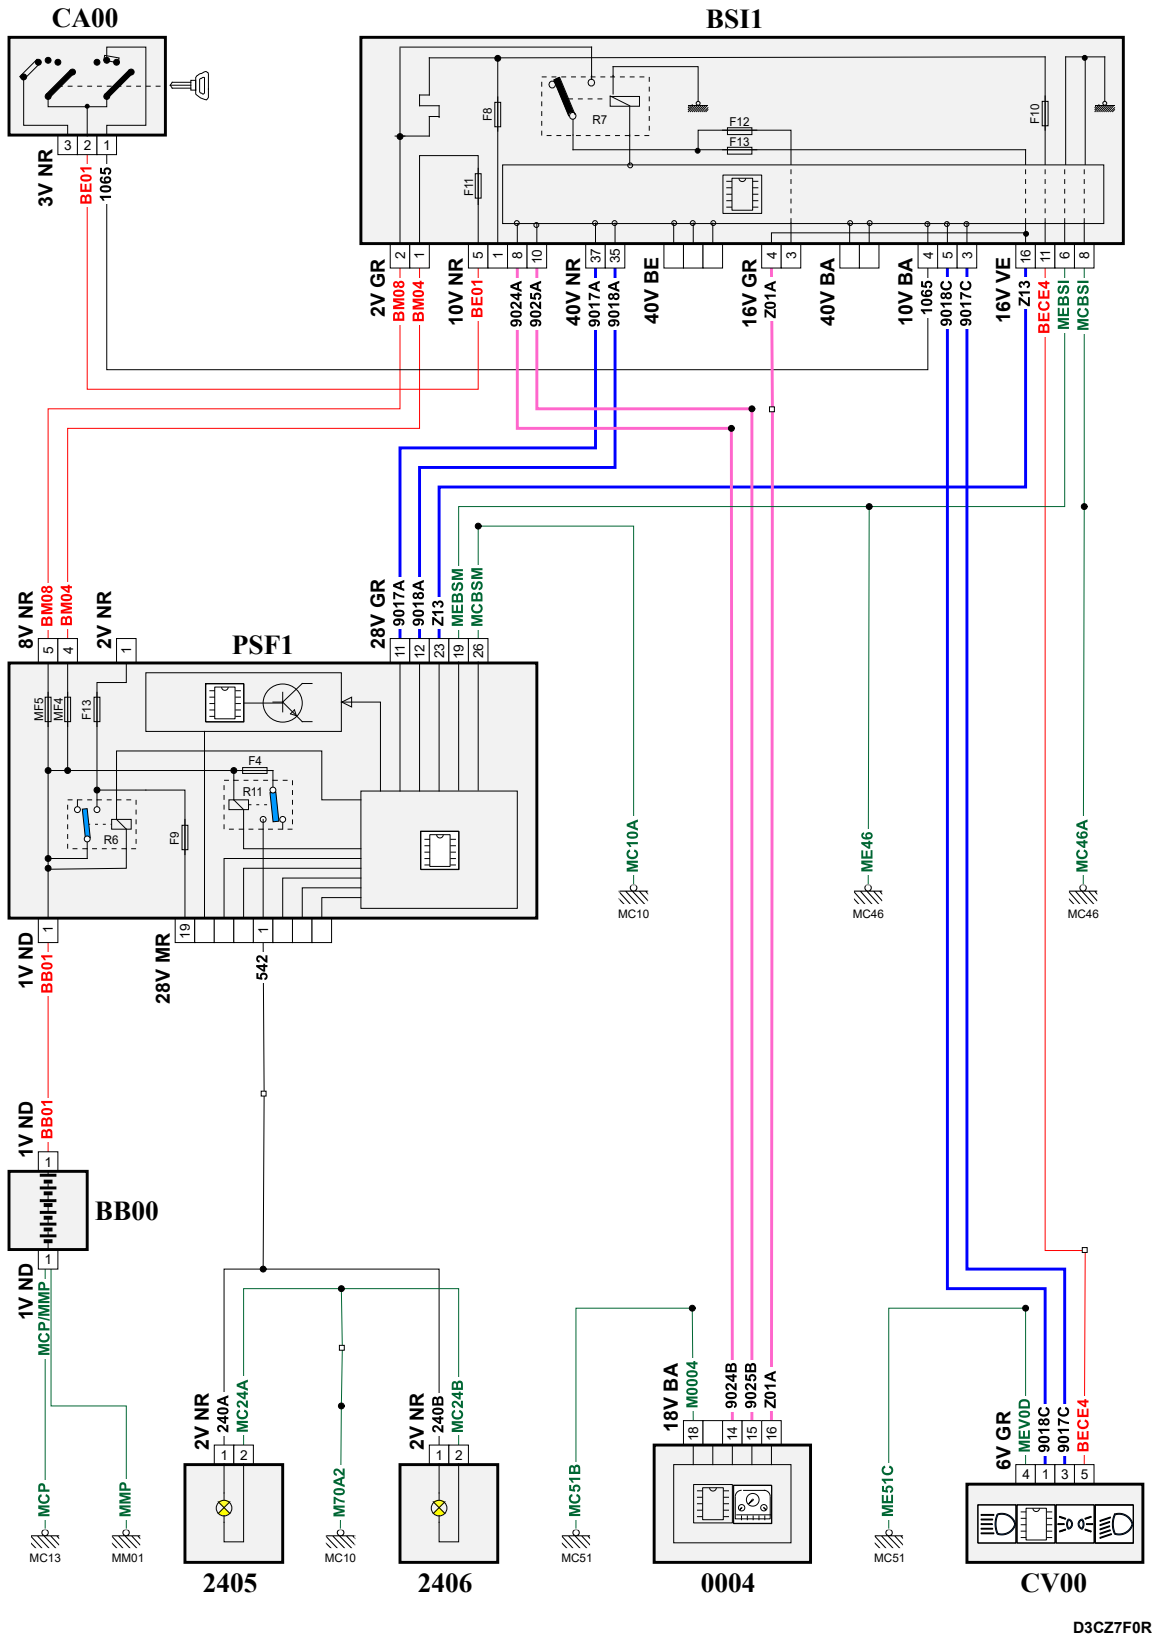 CA00
BSI1
F8
R7
F12
F13
F10
F11
3 2 1
3V NR
BE01
1065
2 1 5 1 8 10 37 35 4 3 4 5 3 16 11 6 8
2V GR
BM08
BM04
10V NR
BE01
9024A
9025A
40V NR
9017A
9018A
40V BE
16V GR
Z01A
40V BA
10V BA
1065
9018C
9017C
16V VE
Z13
BECE4
MEBSI
MCBSI
8V NR
BM08
BM04
2V NR
28V GR
9017A
9018A
Z13
MEBSM
MCBSM
5 4 1 11 12 23 19 26
PSF1
MF5
MF4
F13
F4
R11
R6
F9
MC10A
MC10
ME46
MC46
MC46A
MC46
1 19 1
1V ND
BB01
28V MR
542
1V ND
BB01
1
BB00
1
1V ND
MCP/MMP
MCP
MC13
MMP
MM01
2V NR
240A
MC24A
1 2
2405
M70A2
MC10
2V NR
240B
MC24B
1 2
2406
MC51B
MC51
18V BA
M0004
9024B
9025B
Z01A
18 14 15 16
0004
ME51C
MC51
6V GR
MEV0D
9018C
9017C
BECE4
4 1 3 5
CV00
D3CZ7F0R